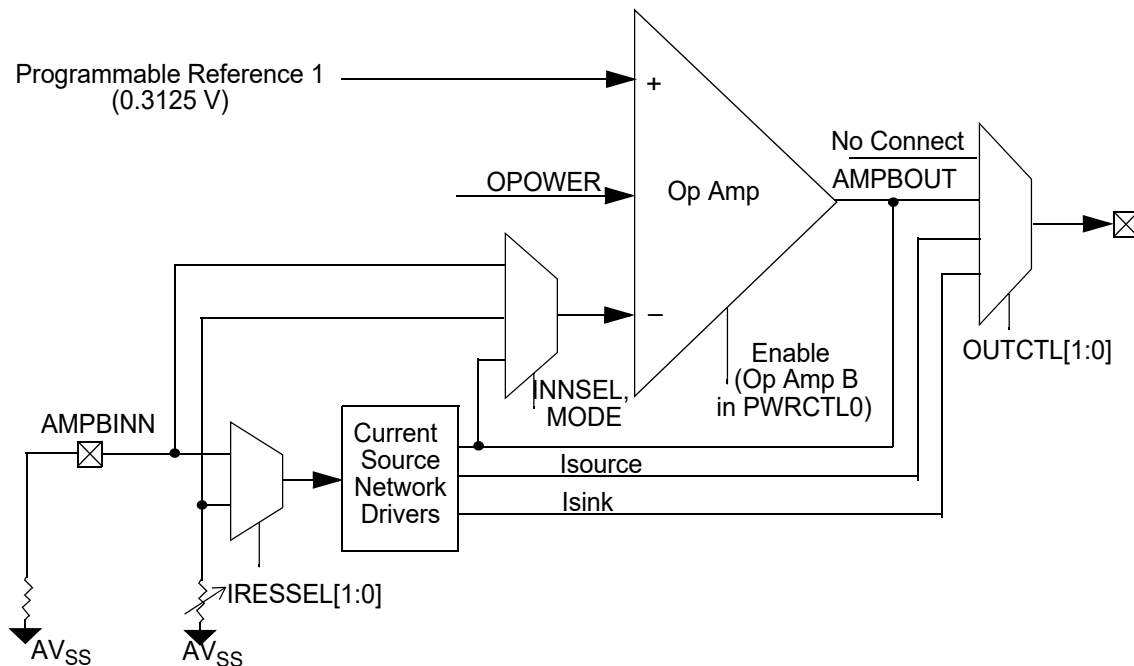 Programmable Reference 1
(0.3125 V)
+
OPOWER
Op Amp
No Connect
AMPBOUT
−
Enable
(Op Amp B
in PWRCTL0)
OUTCTL[1:0]
INNSEL,
MODE
AMPBINN
Current
Source
Network
Drivers
Isource
Isink
IRESSEL[1:0]
AVSS
AVSS